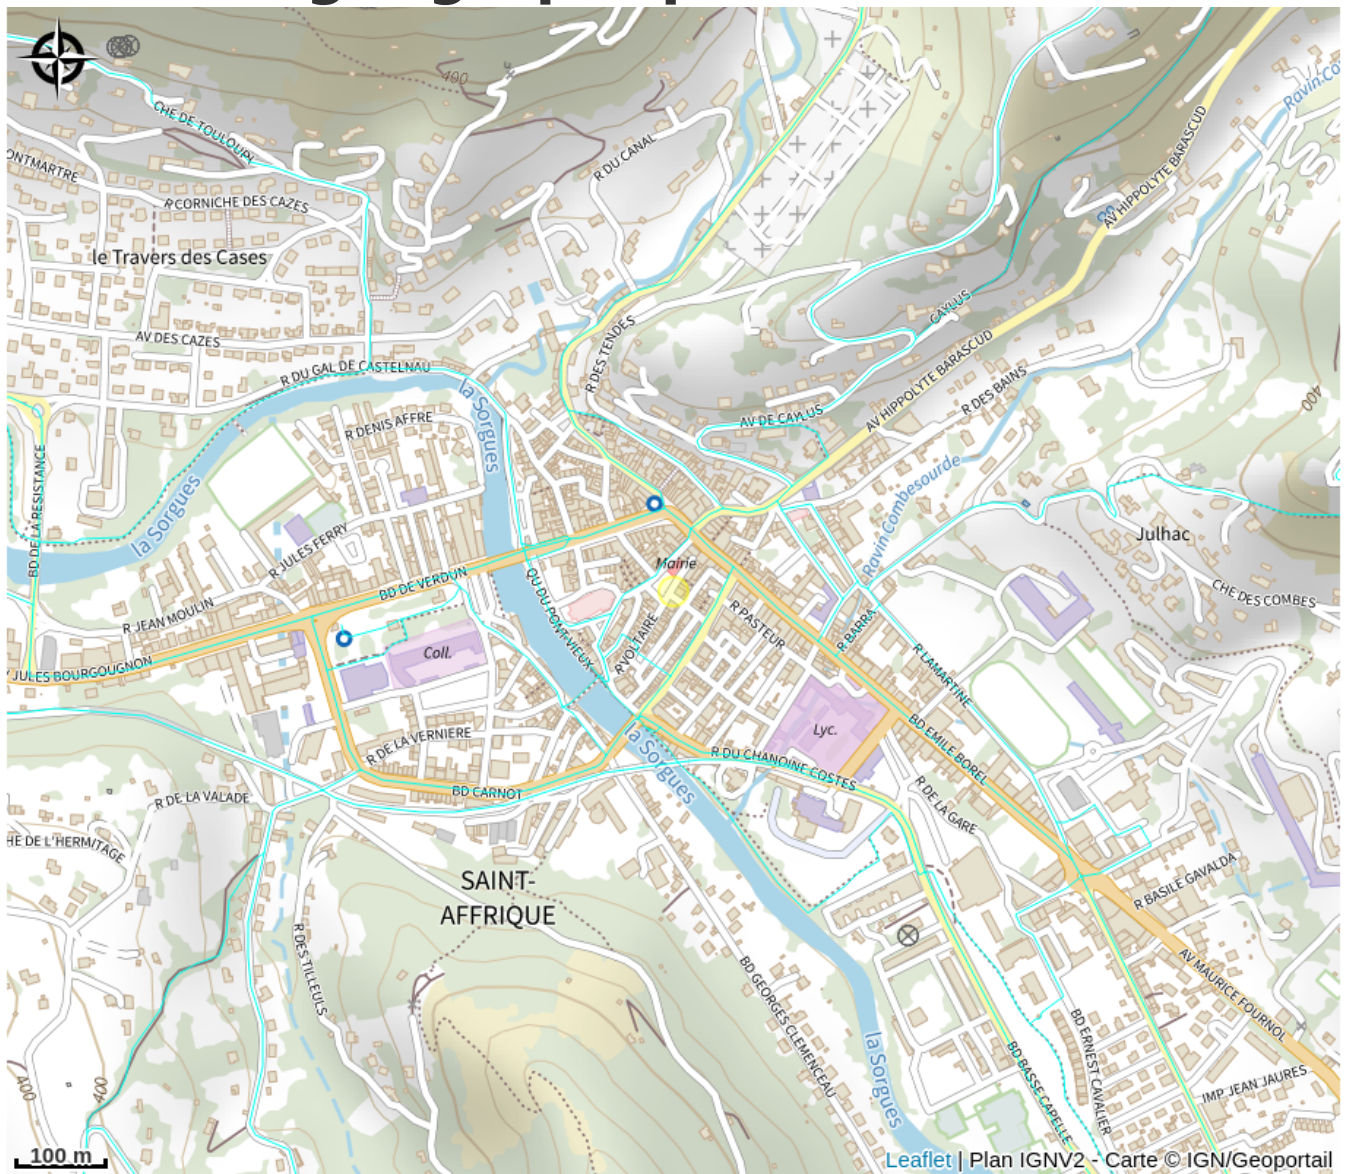 400
CHE DE TOULOUPI
ONTMARTRE
R DU CANAL
R CORNICHE DES CAZES
le Travers des Cases
AV HIPPOLYTE BARASCUD
AV DES CAZES
R DES TENDES
CAYLUS
R DU GAL DE CASTELNAU
AV HIPPOLYTE BARASCUD
R DES BAINS
400
la Sorgues
R DENIS AFFRE
AV DE CAYLUS
BD DE LA RESISTANCE
la Sorgues
Ravin Combesourde
R JULES FERRY
Julhac
Mairie
BD DE VERDUN
QU DU PONT VIEUX
CHE DES COMBES
R JEAN MOULIN
R VOLTAIRE
R PASTEUR
R BARRA
JULES BOURGOUGNON
Coll.
R LAMARTINE
Lyc.
R DE LA VERNIERE
la Sorgues
R DU CHANOINE COSTES
BD EMILE BOREL
BD CARNOT
R DE LA VALADE
R DE LA GARE
HE DE L'HERMITAGE
SAINT-
AFFRIQUE
R BASILE GAVALDA
R DES TILLEULS
BD GEORGES CLEMENCEAU
AV MAURICE FOURNOL
la Sorgues
BD BASSE CAPELLE
BD ERNEST CAVALIER
IMP JEAN JAURES
400
400
100 m
Leaflet | Plan IGNV2 - Carte © IGN/Geoportail